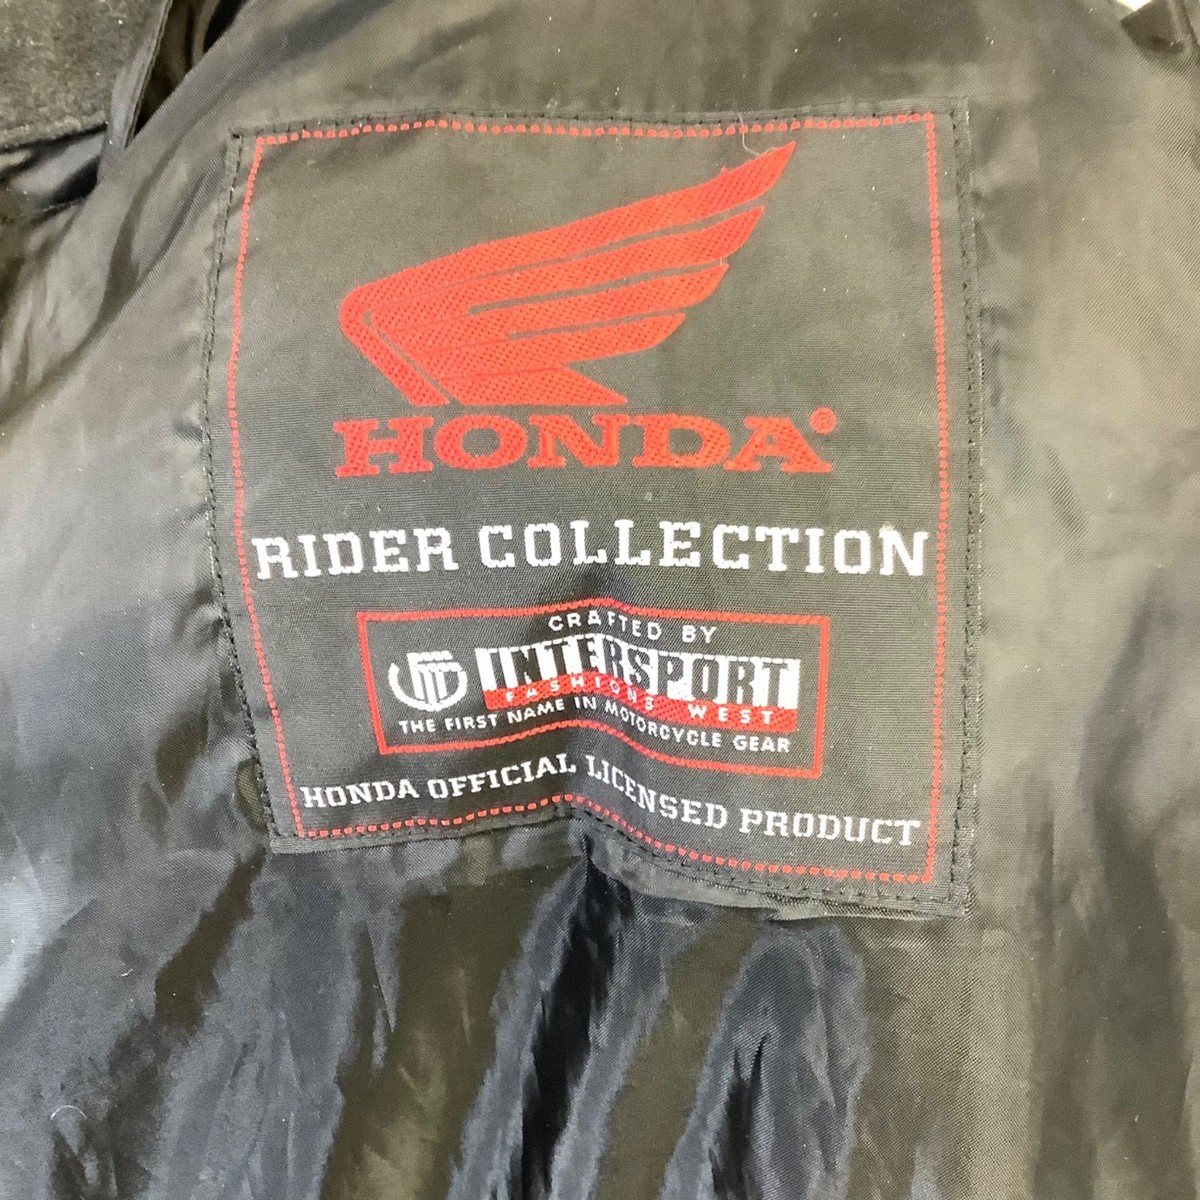 HONDA®
RIDER COLLECTION
CRAFTED BY
INTERSPORT
FASHIONS WEST
THE FIRST NAME IN MOTORCYCLE GEAR
HONDA OFFICIAL LICENSED PRODUCT